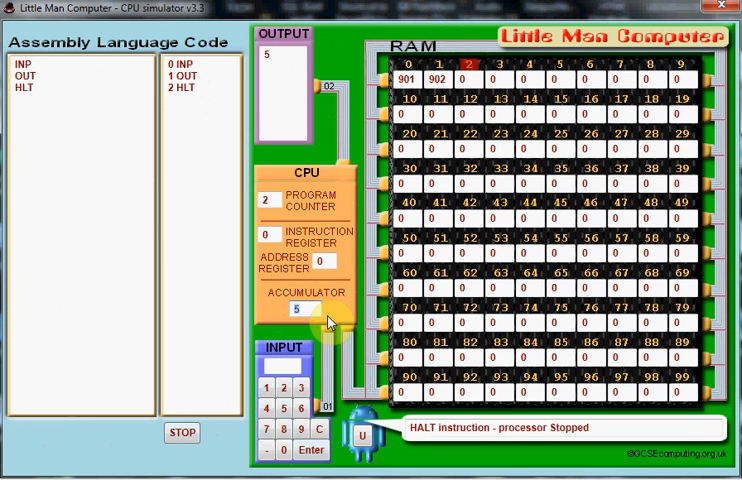 Little Man Computer - CPU simulator v3.3
Assembly Language Code
INP
OUT
HLT
0 INP
1 OUT
2 HLT
STOP
OUTPUT
5
02
CPU
2 PROGRAM COUNTER
0 INSTRUCTION REGISTER
ADDRESS REGISTER 0
ACCUMULATOR
5
INPUT
1 2 3
4 5 6
7 8 9 C
- 0 Enter
01
U
RAM
Little Man Computer
0 1 2 3 4 5 6 7 8 9
901 902 0 0 0 0 0 0 0 0
10 11 12 13 14 15 16 17 18 19
0 0 0 0 0 0 0 0 0 0
20 21 22 23 24 25 26 27 28 29
0 0 0 0 0 0 0 0 0 0
30 31 32 33 34 35 36 37 38 39
0 0 0 0 0 0 0 0 0 0
40 41 42 43 44 45 46 47 48 49
0 0 0 0 0 0 0 0 0 0
50 51 52 53 54 55 56 57 58 59
0 0 0 0 0 0 0 0 0 0
60 61 62 63 64 65 66 67 68 69
0 0 0 0 0 0 0 0 0 0
70 71 72 73 74 75 76 77 78 79
0 0 0 0 0 0 0 0 0 0
80 81 82 83 84 85 86 87 88 89
0 0 0 0 0 0 0 0 0 0
90 91 92 93 94 95 96 97 98 99
0 0 0 0 0 0 0 0 0 0
HALT instruction - processor Stopped
©GCSEcomputing.org.uk